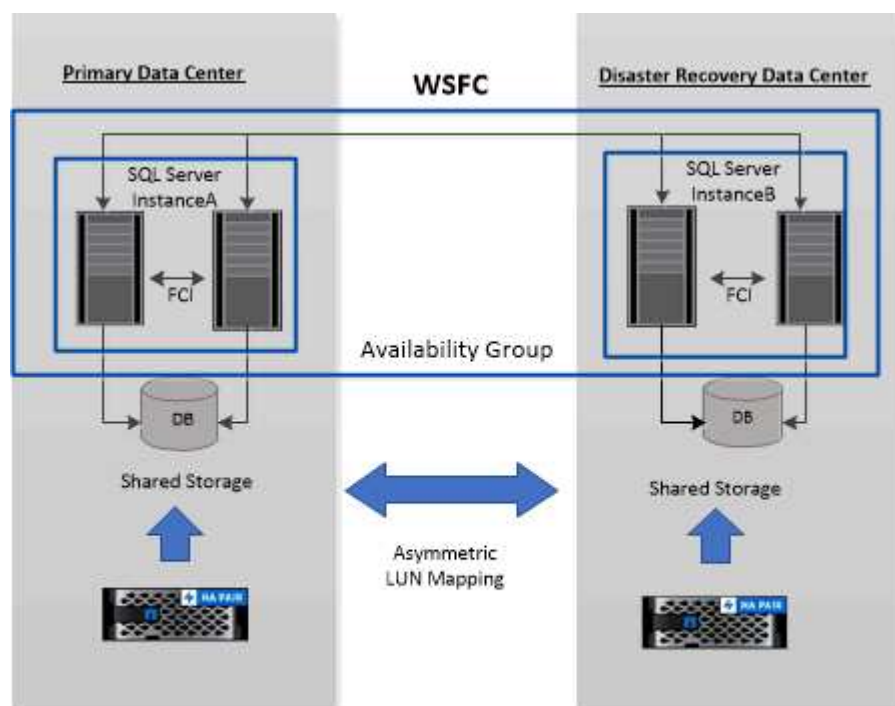 Primary Data Center
WSFC
Disaster Recovery Data Center
SQL Server
InstanceA
FCI
SQL Server
InstanceB
FCI
Availability Group
DB
DB
Shared Storage
Shared Storage
Asymmetric
LUN Mapping
HA PAIR
HA PAIR